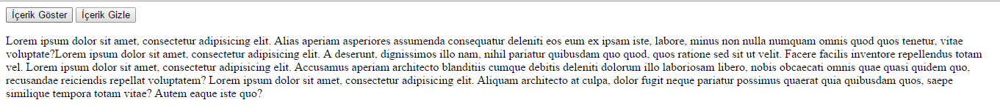 İçerik Göster İçerik Gizle
Lorem ipsum dolor sit amet, consectetur adipisicing elit. Alias aperiam asperiores assumenda consequatur deleniti eos eum ex ipsam iste, labore, minus non nulla numquam omnis quod quos tenetur, vitae
voluptate?Lorem ipsum dolor sit amet, consectetur adipisicing elit. A deserunt, dignissimos illo nam, nihil pariatur quibusdam quo quod, quos ratione sed sit ut velit. Facere facilis inventore repellendus totam
vel. Lorem ipsum dolor sit amet, consectetur adipisicing elit. Accusamus aperiam architecto blanditiis cumque debitis deleniti dolorum illo laboriosam libero, nobis obcaecati omnis quae quasi quidem quo,
recusandae reiciendis repellat voluptatem? Lorem ipsum dolor sit amet, consectetur adipisicing elit. Aliquam architecto at culpa, dolor fugit neque pariatur possimus quaerat quia quibusdam quos, saepe
similique tempora totam vitae? Autem eaque iste quo?